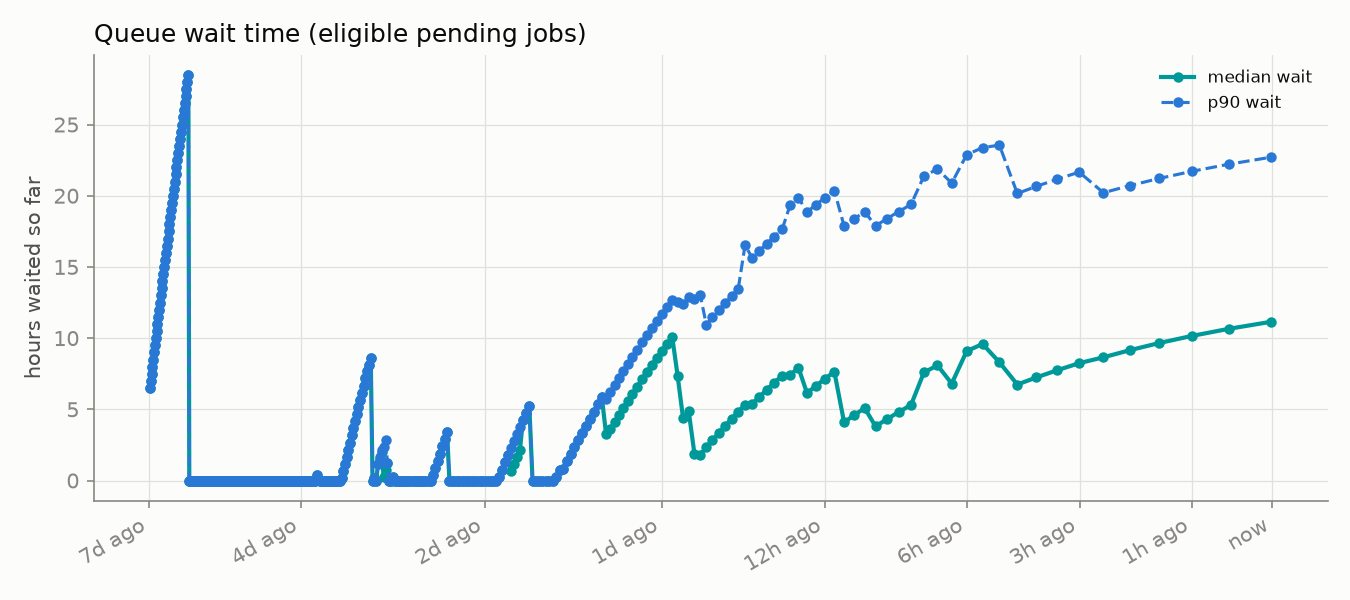 Queue wait time (eligible pending jobs)
median wait
p90 wait
hours waited so far
25
20
15
10
5
0
7d ago
4d ago
2d ago
1d ago
12h ago
6h ago
3h ago
1h ago
now